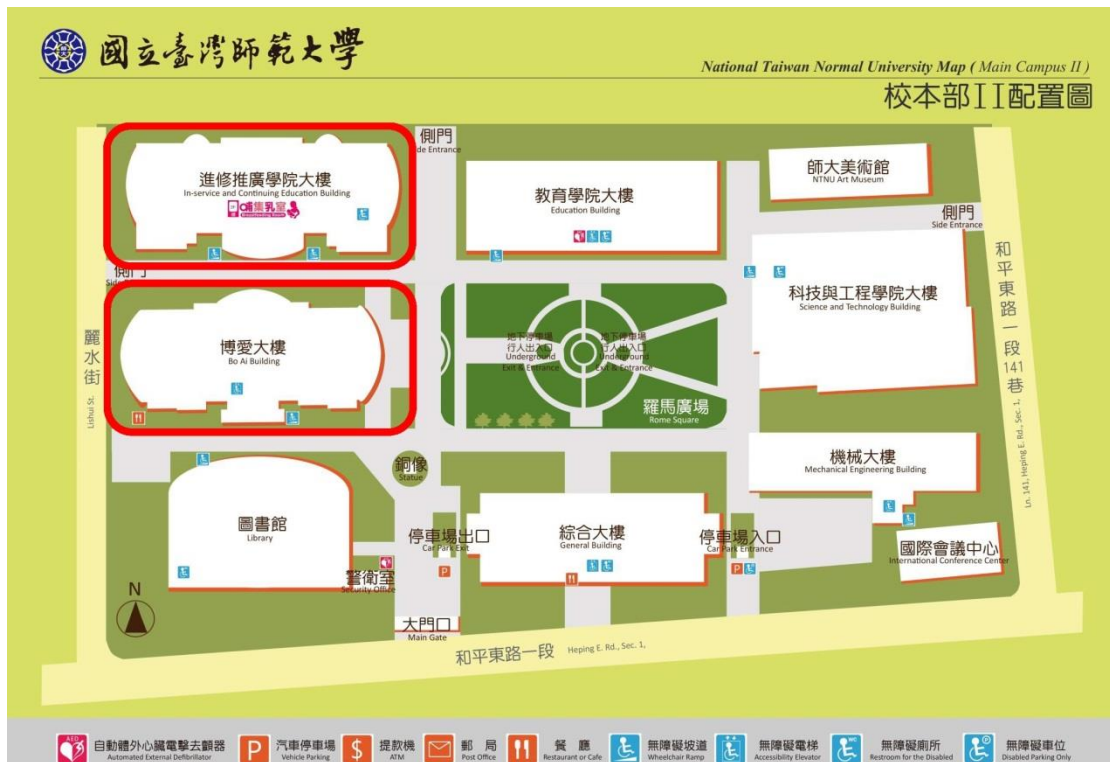 國立臺灣師範大學
National Taiwan Normal University Map ( Main Campus II )
校本部II配置圖
側門
Side Entrance
進修推廣學院大樓
In-service and Continuing Education Building
哺集乳室
Breastfeeding Room
教育學院大樓
Education Building
師大美術館
NTNU Art Museum
側門
Side Entrance
側門
博愛大樓
Bo Ai Building
地下停車場
行人出入口
Underground
Exit & Entrance
地下停車場
行人出入口
Underground
Exit & Entrance
羅馬廣場
Rome Square
科技與工程學院大樓
Science and Technology Building
麗水街
Lishui St.
和平東路一段141巷
Ln. 141, Heping E. Rd., Sec. 1,
銅像
Statue
機械大樓
Mechanical Engineering Building
圖書館
Library
停車場出口
Car Park Exit
P
綜合大樓
General Building
停車場入口
Car Park Entrance
P
國際會議中心
International Conference Center
警衛室
Security Office
N
大門口
Main Gate
和平東路一段 Heping E. Rd., Sec. 1,
AED 自動體外心臟電擊去顫器
Automated External Defibrillator
P 汽車停車場
Vehicle Parking
$ 提款機
ATM
郵局
Post Office
餐廳
Restaurant or Cafe
無障礙坡道
Wheelchair Ramp
無障礙電梯
Accessibility Elevator
WC 無障礙廁所
Restroom for the Disabled
P 無障礙車位
Disabled Parking Only